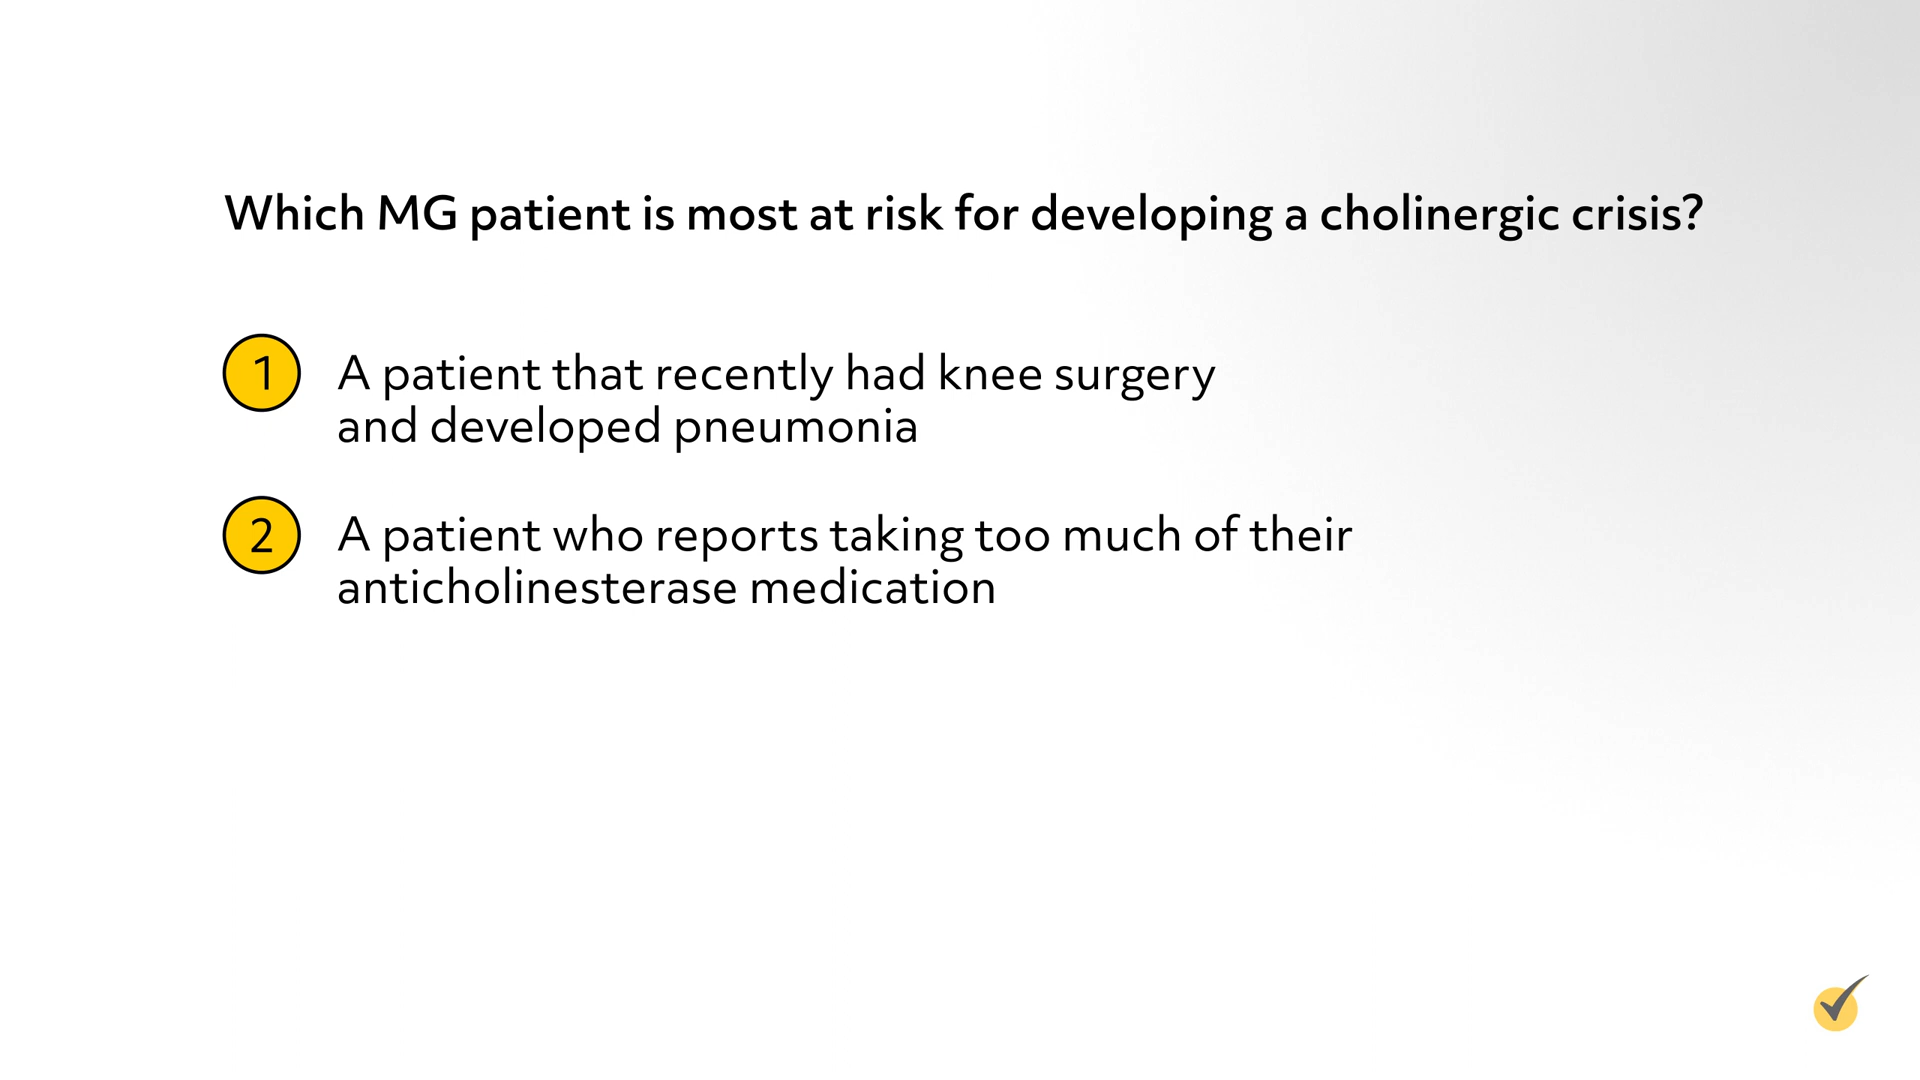 Which MG patient is most at risk for developing a cholinergic crisis?
1 A patient that recently had knee surgery
and developed pneumonia
2 A patient who reports taking too much of their
anticholinesterase medication